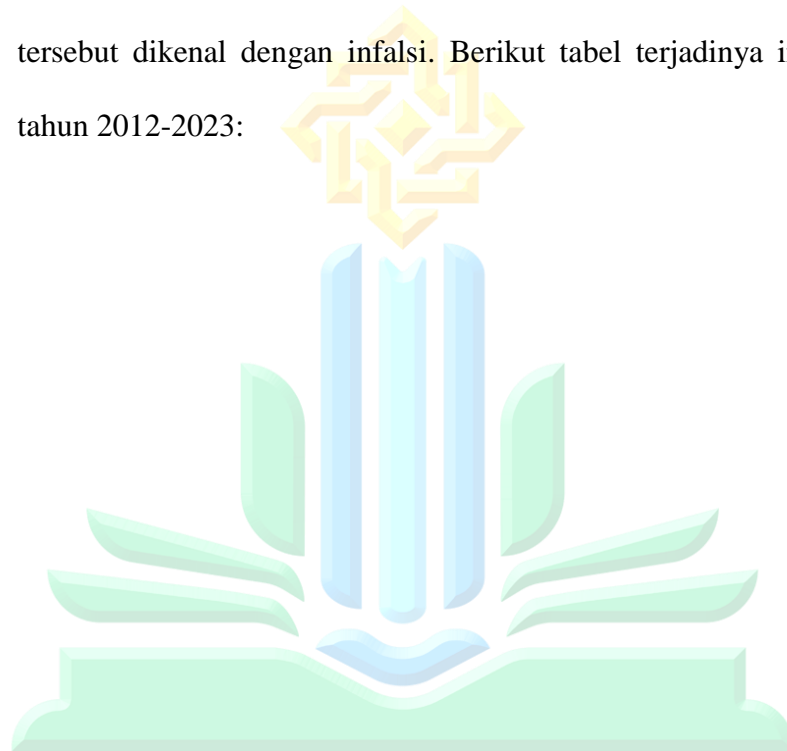 tersebut dikenal dengan infalsi. Berikut tabel terjadinya
tahun 2012-2023: